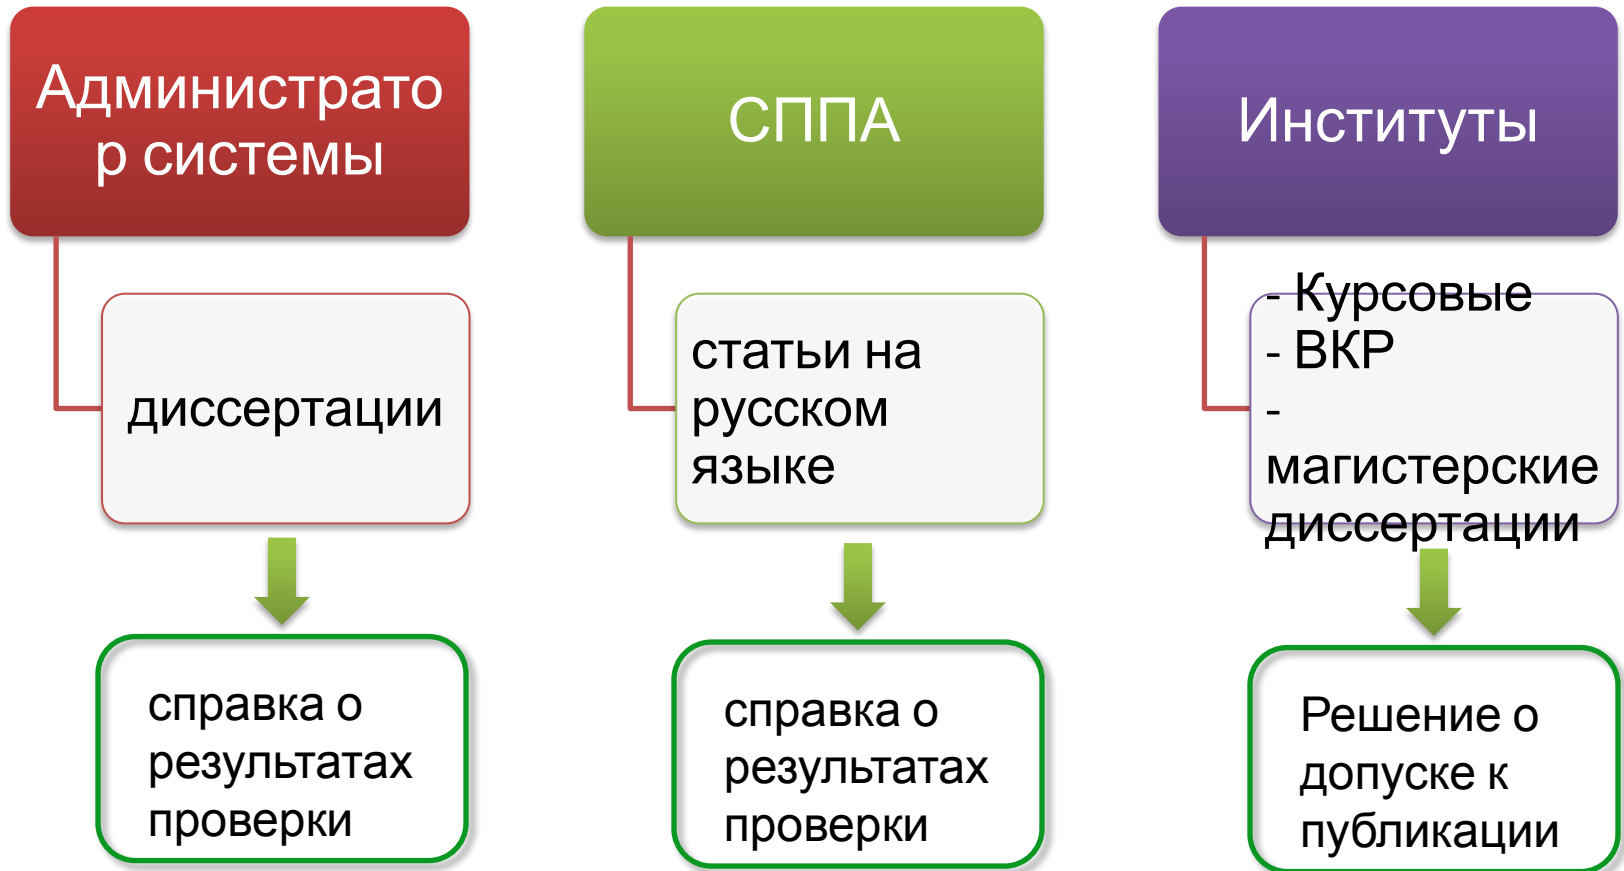 Администрато
р системы
СППА
Институты
диссертации
статьи на
русском
языке
- Курсовые
- ВКР
-
магистерские
диссертации
справка о
результатах
проверки
справка о
результатах
проверки
Решение о
допуске к
публикации